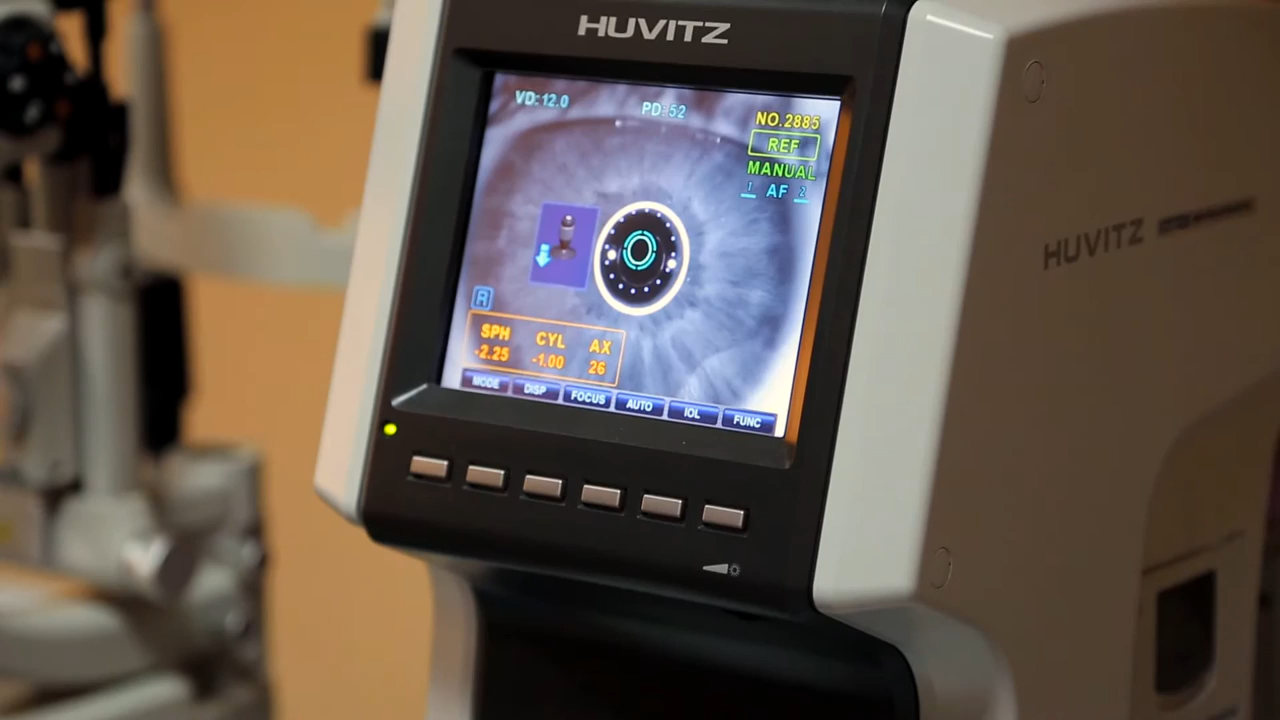 HUVITZ
VD:12.0
PD:52
NO.2885
REF
MANUAL
1 AF 2
R
SPH CYL AX
-2.25 -1.00 26
MODE DISP FOCUS AUTO IOL FUNC
HUVITZ